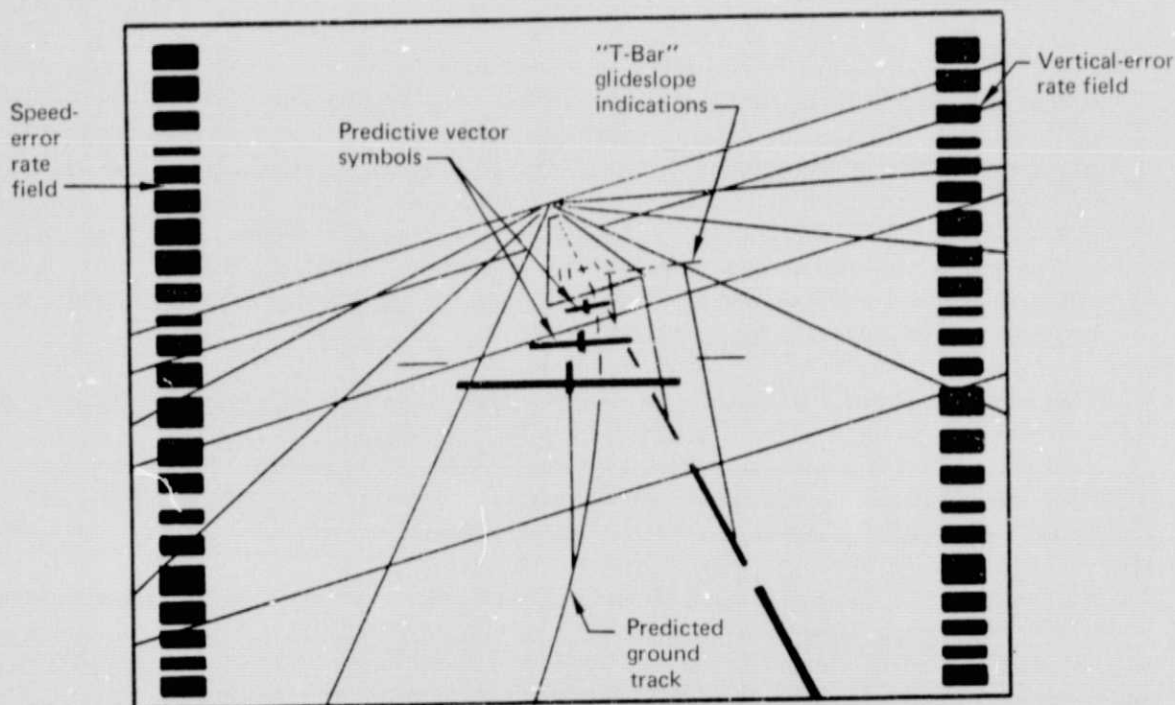 "T-Bar"
glideslope
indications
Vertical-error
rate field
Speed-
error
rate
field
Predictive vector
symbols
Predicted
ground
track